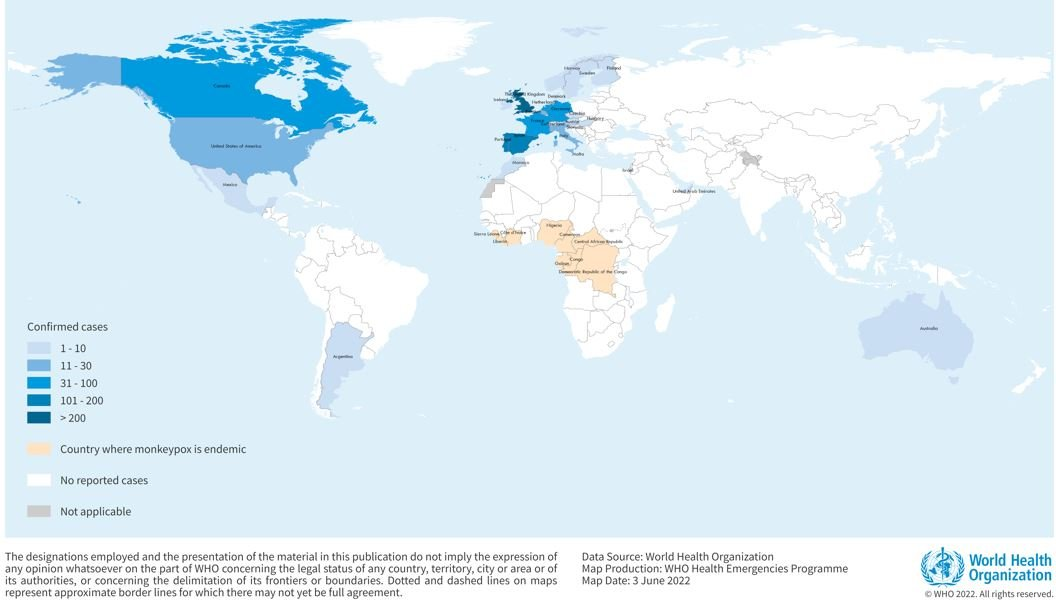 Norway
Finland
Sweden
Canada
Ireland
Denmark
Hungary
Slovenia
United States of America
Portugal
Italy
Malta
Morocco
Israel
Mexico
United Arab Emirates
Nigeria
Sierra Leone
Côte d'Ivoire
Cameroon
Liberia
Central African Republic
Congo
Gabon
Democratic Republic of the Congo
Confirmed cases
Australia
1 - 10
Argentina
11 - 30
31 - 100
101 - 200
> 200
Country where monkeypox is endemic
No reported cases
Not applicable
The designations employed and the presentation of the material in this publication do not imply the expression of
any opinion whatsoever on the part of WHO concerning the legal status of any country, territory, city or area or of
its authorities, or concerning the delimitation of its frontiers or boundaries. Dotted and dashed lines on maps
represent approximate border lines for which there may not yet be full agreement.
Data Source: World Health Organization
Map Production: WHO Health Emergencies Programme
Map Date: 3 June 2022
World Health
Organization
© WHO 2022. All rights reserved.